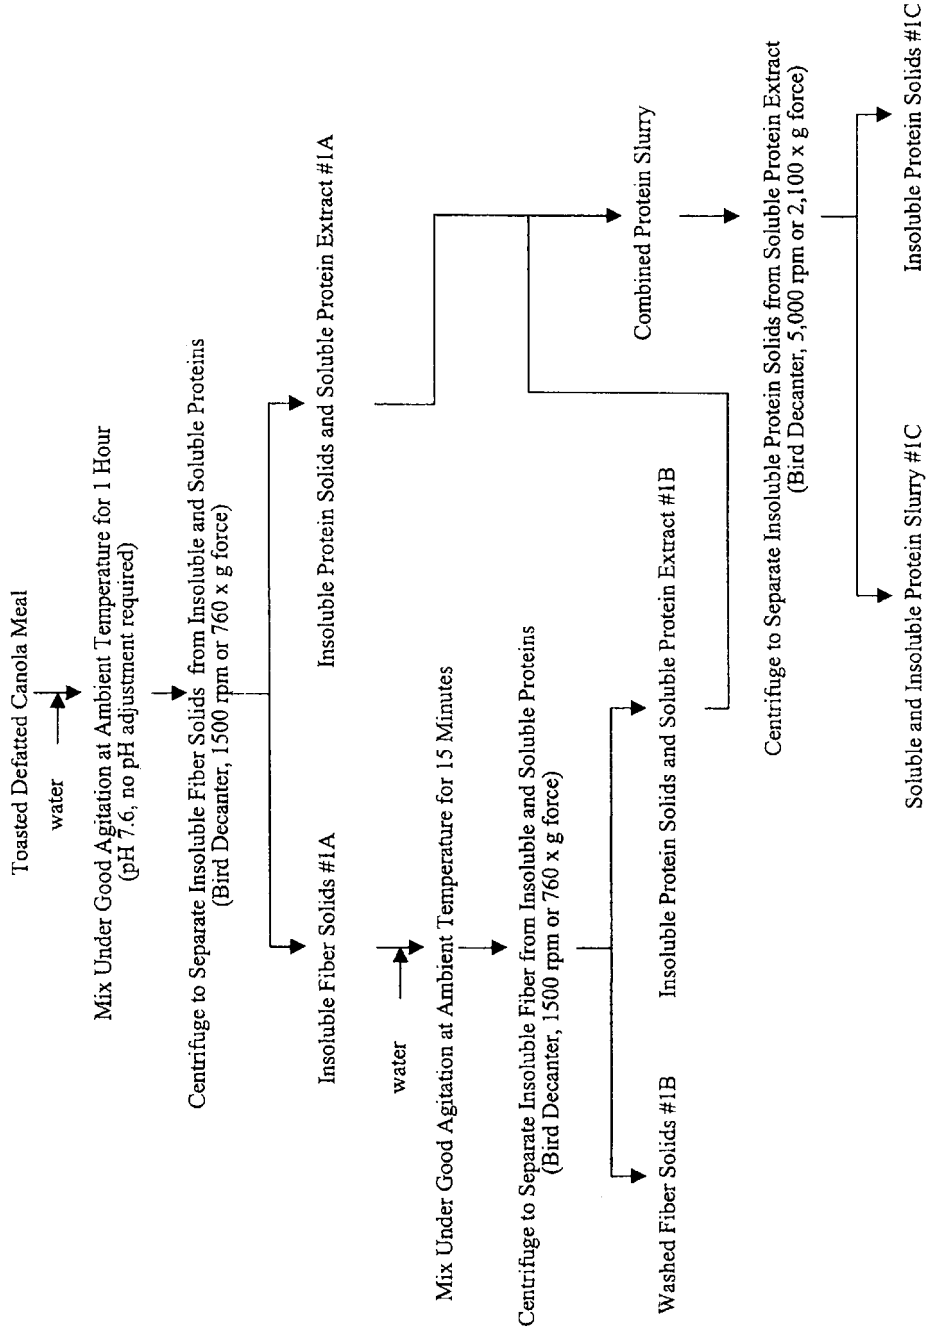 Toasted Defatted Canola Meal
water
Mix Under Good Agitation at Ambient Temperature for 1 Hour
(pH 7.6, no pH adjustment required)
Centrifuge to Separate Insoluble Fiber Solids from Insoluble and Soluble Proteins
(Bird Decanter, 1500 rpm or 760 x g force)
Insoluble Fiber Solids #1A
Insoluble Protein Solids and Soluble Protein Extract #1A
water
Mix Under Good Agitation at Ambient Temperature for 15 Minutes
Centrifuge to Separate Insoluble Fiber from Insoluble and Soluble Proteins
(Bird Decanter, 1500 rpm or 760 x g force)
Washed Fiber Solids #1B
Insoluble Protein Solids and Soluble Protein Extract #1B
Combined Protein Slurry
Centrifuge to Separate Insoluble Protein Solids from Soluble Protein Extract
(Bird Decanter, 5,000 rpm or 2,100 x g force)
Soluble and Insoluble Protein Slurry #1C
Insoluble Protein Solids #1C